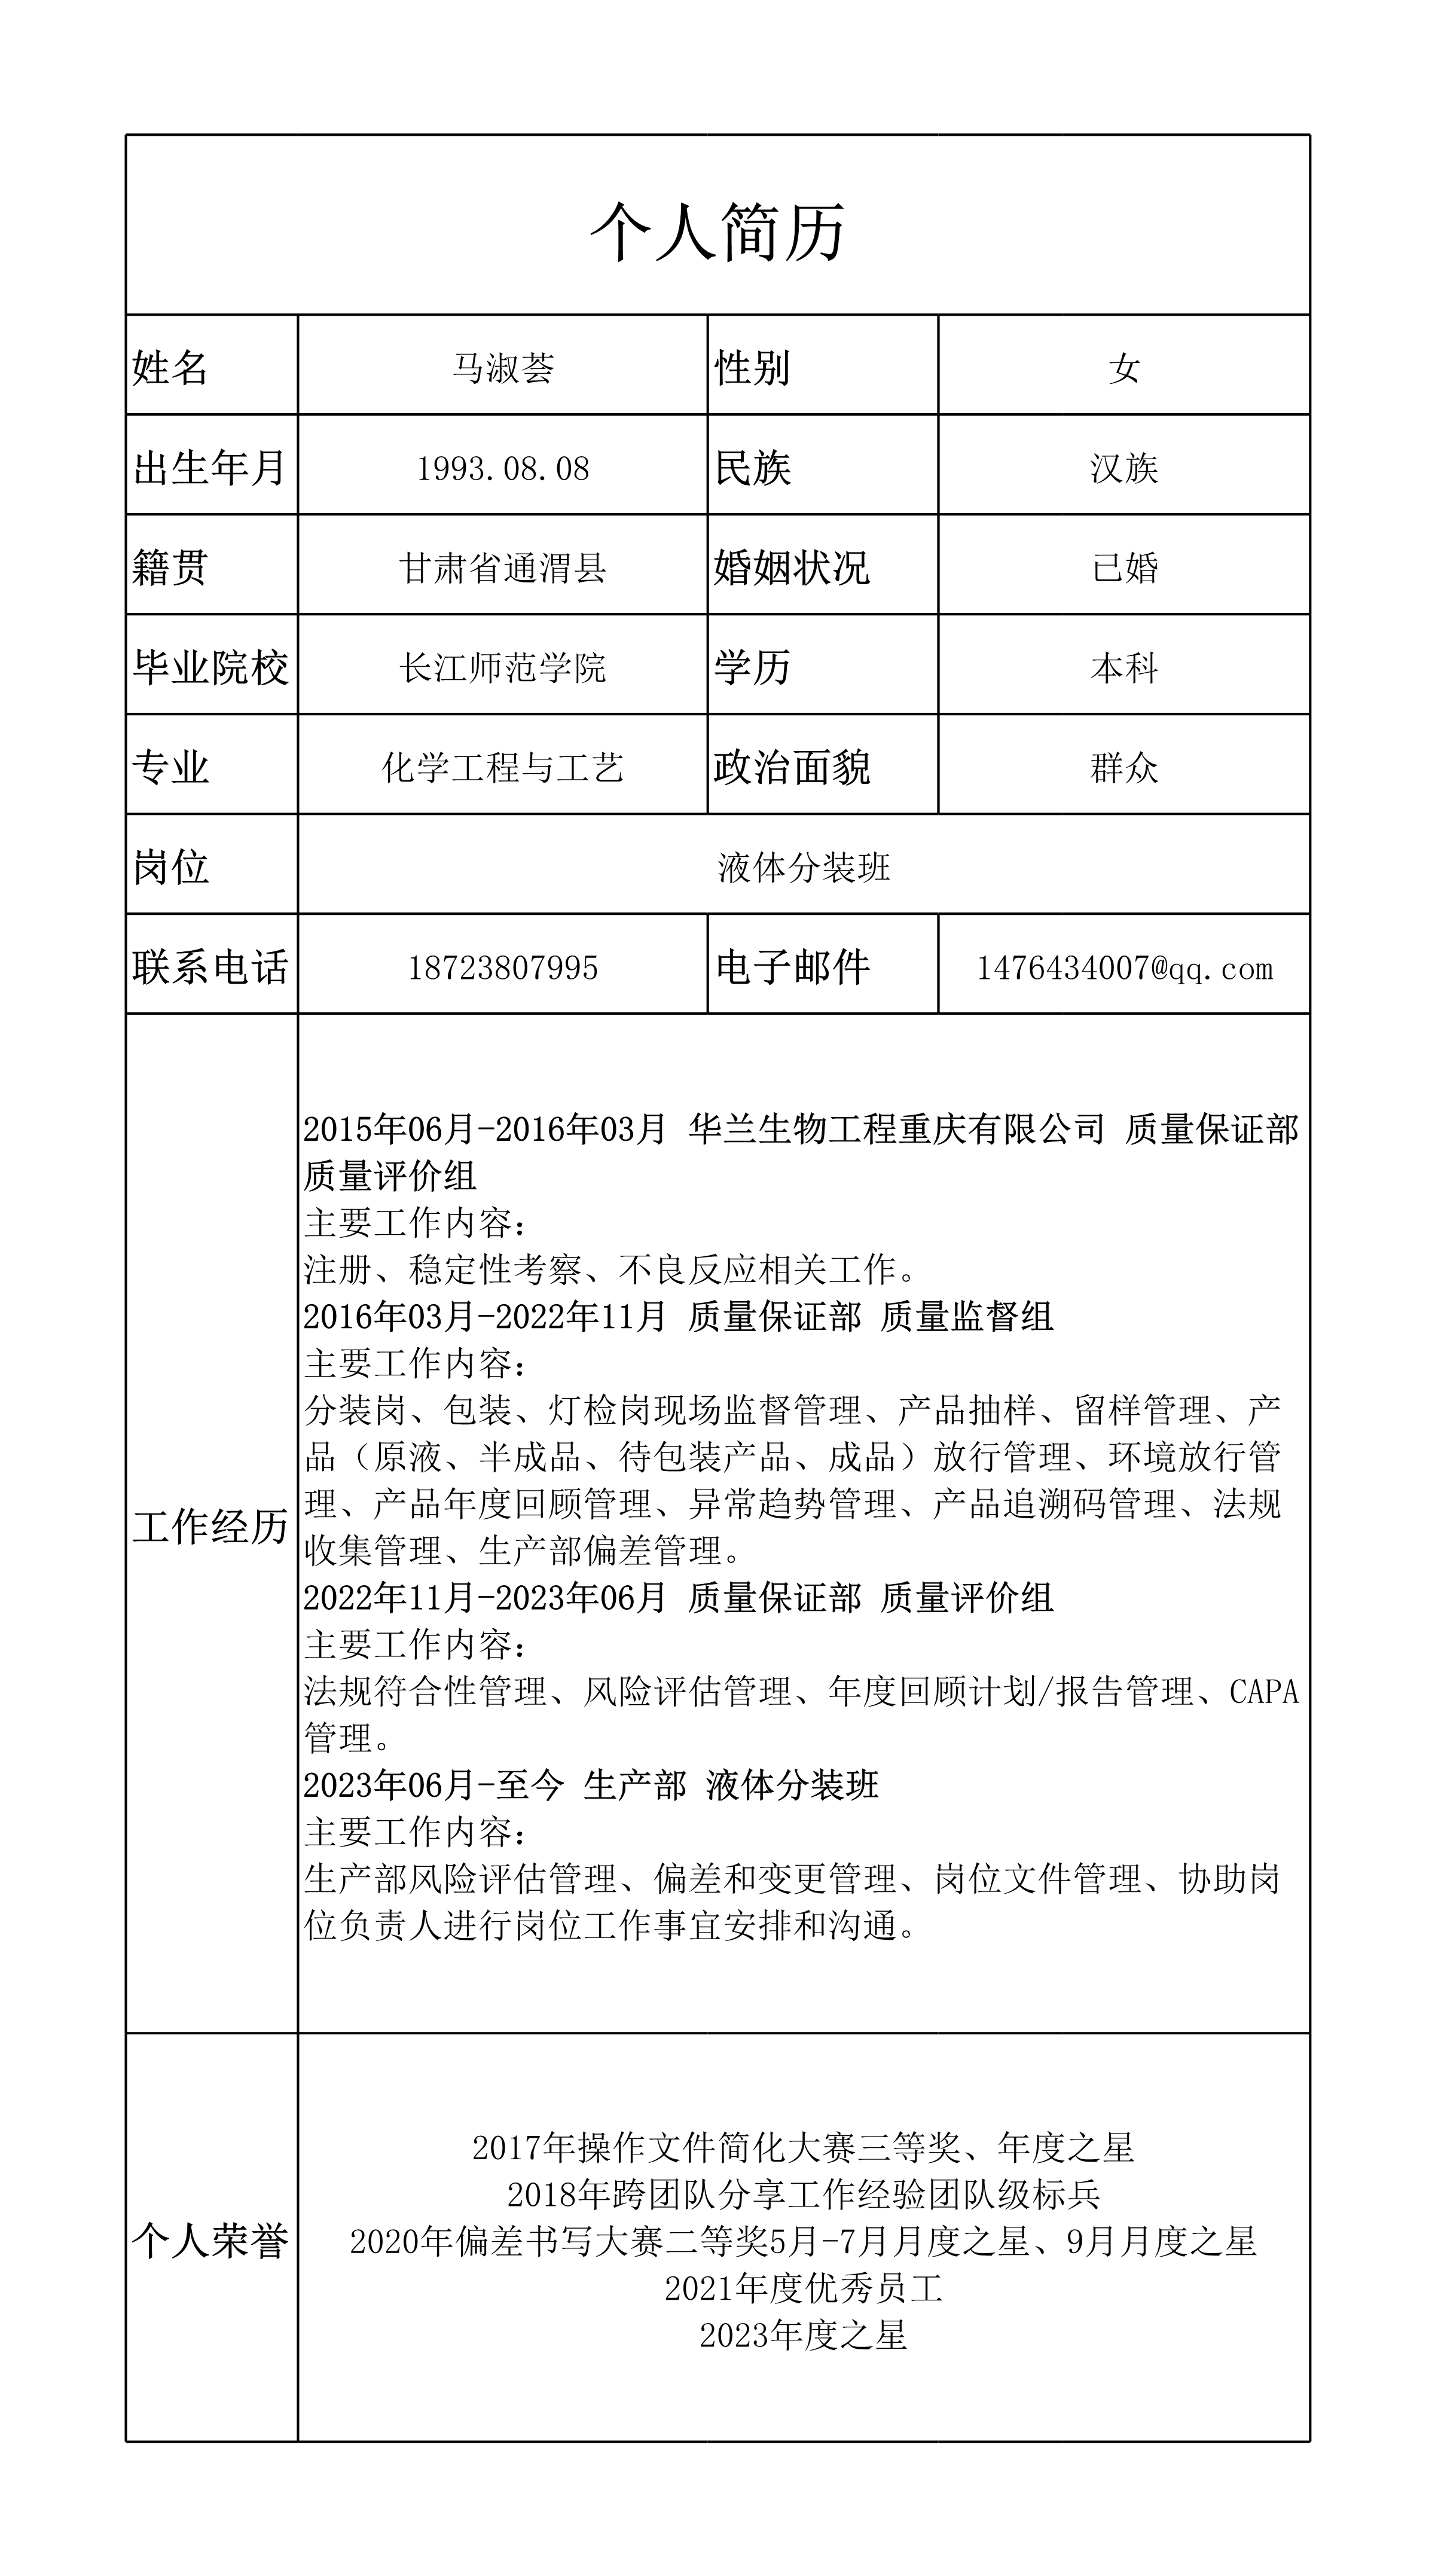 个人简历
姓名 马淑荟 性别 女
出生年月 1993.08.08 民族 汉族
籍贯 甘肃省通渭县 婚姻状况 已婚
毕业院校 长江师范学院 学历 本科
专业 化学工程与工艺 政治面貌 群众
岗位 液体分装班
联系电话 18723807995 电子邮件 1476434007@qq.com
工作经历
2015年06月-2016年03月 华兰生物工程重庆有限公司 质量保证部
质量评价组
主要工作内容：
注册、稳定性考察、不良反应相关工作。
2016年03月-2022年11月 质量保证部 质量监督组
主要工作内容：
分装岗、包装、灯检岗现场监督管理、产品抽样、留样管理、产
品（原液、半成品、待包装产品、成品）放行管理、环境放行管
理、产品年度回顾管理、异常趋势管理、产品追溯码管理、法规
收集管理、生产部偏差管理。
2022年11月-2023年06月 质量保证部 质量评价组
主要工作内容：
法规符合性管理、风险评估管理、年度回顾计划/报告管理、CAPA
管理。
2023年06月-至今 生产部 液体分装班
主要工作内容：
生产部风险评估管理、偏差和变更管理、岗位文件管理、协助岗
位负责人进行岗位工作事宜安排和沟通。
个人荣誉
2017年操作文件简化大赛三等奖、年度之星
2018年跨团队分享工作经验团队级标兵
2020年偏差书写大赛二等奖5月-7月月度之星、9月月度之星
2021年度优秀员工
2023年度之星